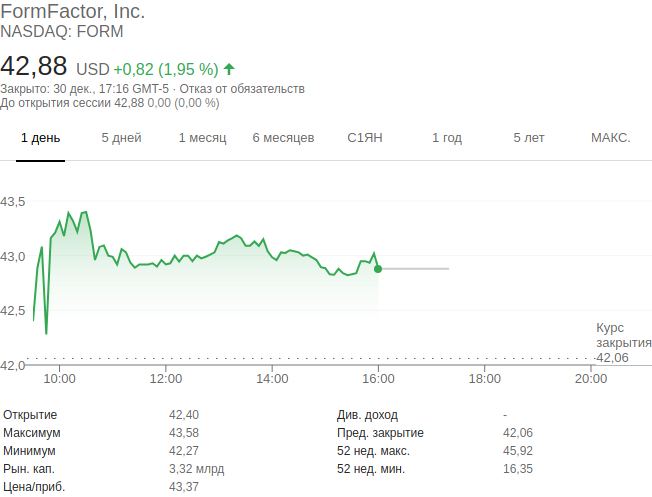 FormFactor, Inc.
NASDAQ: FORM
42,88 USD +0,82 (1,95 %)
Закрыто: 30 дек., 17:16 GMT-5 · Отказ от обязательств
До открытия сессии 42,88 0,00 (0,00 %)
1 день 5 дней 1 месяц 6 месяцев С1ЯН 1 год 5 лет МАКС.
43,5
43,0
42,5
Курс
закрытия
42,06
42,0
10:00 12:00 14:00 16:00 18:00 20:00
Открытие 42,40 Див. доход -
Максимум 43,58 Пред. закрытие 42,06
Минимум 42,27 52 нед. макс. 45,92
Рын. кап. 3,32 млрд 52 нед. мин. 16,35
Цена/приб. 43,37